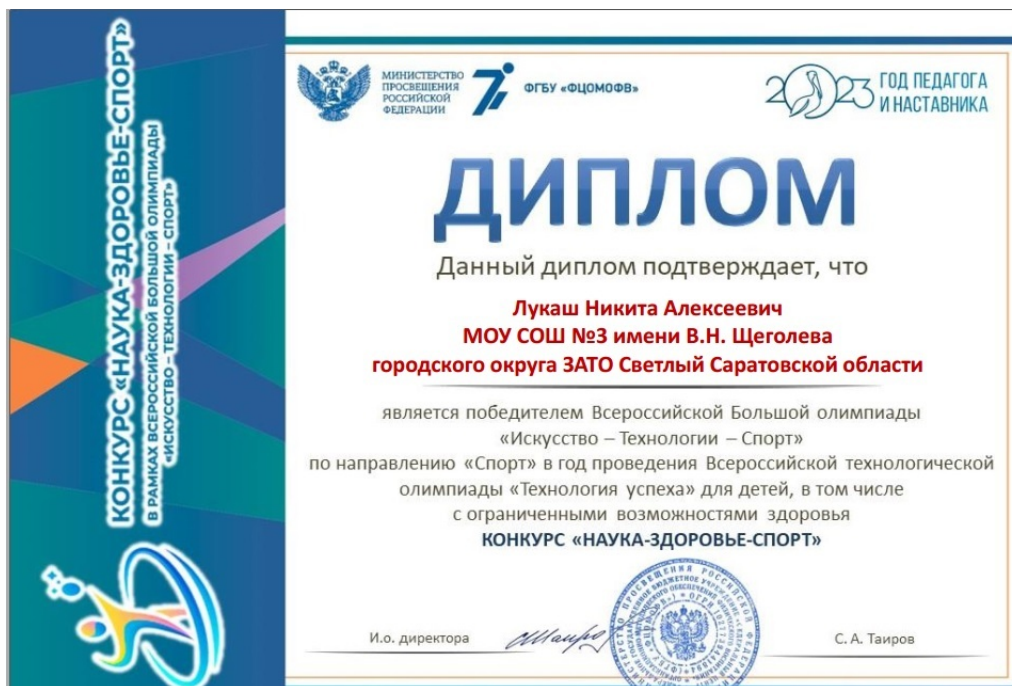 КОНКУРС «НАУКА-ЗДОРОВЬЕ-СПОРТ»
В РАМКАХ ВСЕРОССИЙСКОЙ БОЛЬШОЙ ОЛИМПИАДЫ
«ИСКУССТВО – ТЕХНОЛОГИИ – СПОРТ»
МИНИСТЕРСТВО
ПРОСВЕЩЕНИЯ
РОССИЙСКОЙ
ФЕДЕРАЦИИ
ФГБУ «ФЦОМОФВ»
2023
ГОД ПЕДАГОГА
И НАСТАВНИКА
ДИПЛОМ
Данный диплом подтверждает, что
Лукаш Никита Алексеевич
МОУ СОШ №3 имени В.Н. Щеголева
городского округа ЗАТО Светлый Саратовской области
является победителем Всероссийской Большой олимпиады
«Искусство – Технологии – Спорт»
по направлению «Спорт» в год проведения Всероссийской технологической
олимпиады «Технология успеха» для детей, в том числе
с ограниченными возможностями здоровья
КОНКУРС «НАУКА-ЗДОРОВЬЕ-СПОРТ»
И.о. директора
С. А. Таиров